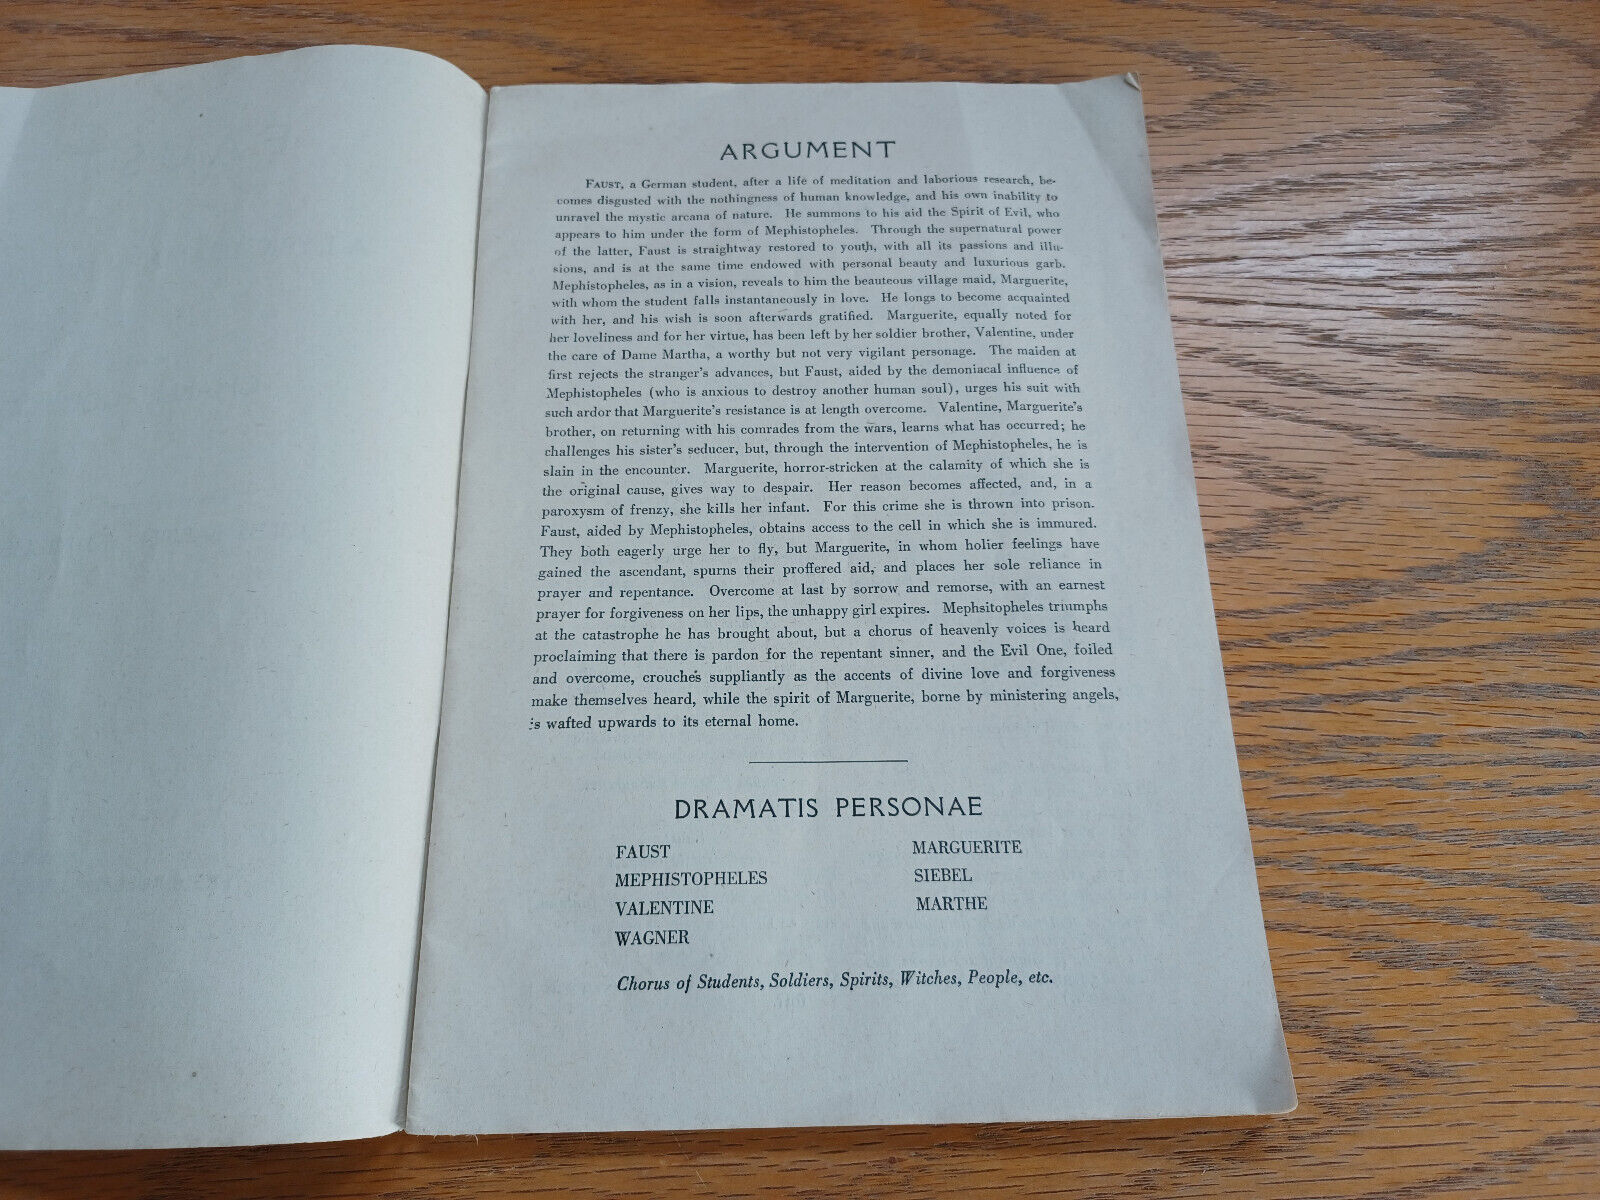 ARGUMENT
FAUST, a German student, after a life of meditation and laborious research, be-
comes disgusted with the nothingness of human knowledge, and his own inability to
unravel the mystic arcana of nature. He summons to his aid the Spirit of Evil, who
appears to him under the form of Mephistopheles. Through the supernatural power
of the latter, Faust is straightway restored to youth, with all its passions and illu-
sions, and is at the same time endowed with personal beauty and luxurious garb.
Mephistopheles, as in a vision, reveals to him the beauteous village maid, Marguerite,
with whom the student falls instantaneously in love. He longs to become acquainted
with her, and his wish is soon afterwards gratified. Marguerite, equally noted for
her loveliness and for her virtue, has been left by her soldier brother, Valentine, under
the care of Dame Martha, a worthy but not very vigilant personage. The maiden at
first rejects the stranger's advances, but Faust, aided by the demoniacal influence of
Mephistopheles (who is anxious to destroy another human soul), urges his suit with
such ardor that Marguerite's resistance is at length overcome. Valentine, Marguerite's
brother, on returning with his comrades from the wars, learns what has occurred; he
challenges his sister's seducer, but, through the intervention of Mephistopheles, he is
slain in the encounter. Marguerite, horror-stricken at the calamity of which she is
the original cause, gives way to despair. Her reason becomes affected, and, in a
paroxysm of frenzy, she kills her infant. For this crime she is thrown into prison.
Faust, aided by Mephistopheles, obtains access to the cell in which she is immured.
They both eagerly urge her to fly, but Marguerite, in whom holier feelings have
gained the ascendant, spurns their proffered aid, and places her sole reliance in
prayer and repentance. Overcome at last by sorrow and remorse, with an earnest
prayer for forgiveness on her lips, the unhappy girl expires. Mephsitopheles triumphs
at the catastrophe he has brought about, but a chorus of heavenly voices is heard
proclaiming that there is pardon for the repentant sinner, and the Evil One, foiled
and overcome, crouches suppliantly as the accents of divine love and forgiveness
make themselves heard, while the spirit of Marguerite, borne by ministering angels,
is wafted upwards to its eternal home.
DRAMATIS PERSONAE
FAUST MARGUERITE
MEPHISTOPHELES SIEBEL
VALENTINE MARTHE
WAGNER
Chorus of Students, Soldiers, Spirits, Witches, People, etc.